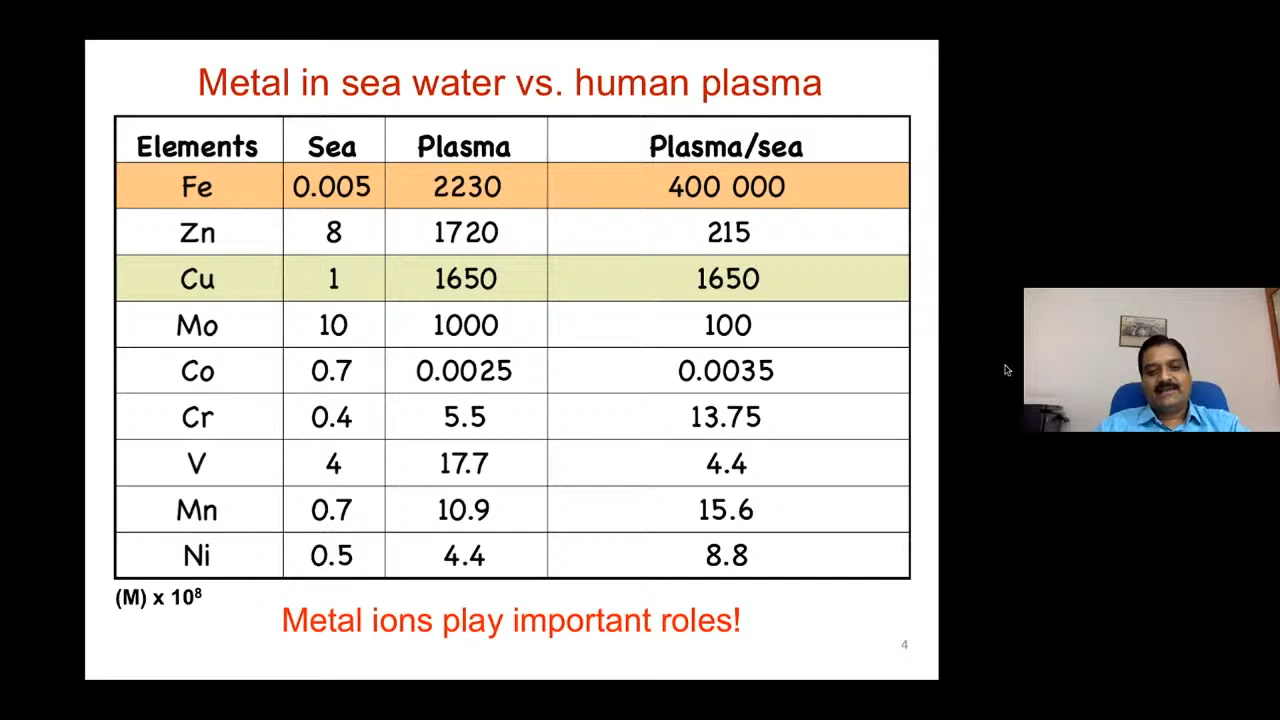 Metal in sea water vs. human plasma
Elements Sea Plasma Plasma/sea
Fe 0.005 2230 400 000
Zn 8 1720 215
Cu 1 1650 1650
Mo 10 1000 100
Co 0.7 0.0025 0.0035
Cr 0.4 5.5 13.75
V 4 17.7 4.4
Mn 0.7 10.9 15.6
Ni 0.5 4.4 8.8
(M) x 10⁸
Metal ions play important roles!
4